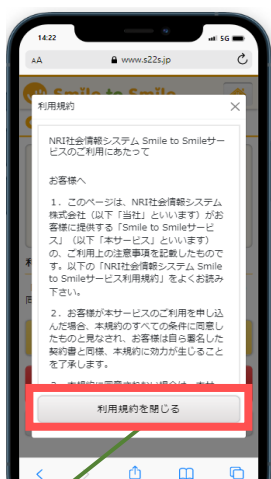 14:22
5G
AA
www.s22s.jp
Smile to Smile
利用規約
NRI社会情報システム Smile to Smileサー
ビスのご利用にあたって
お客様へ
1．このページは、NRI社会情報システム
株式会社（以下「当社」といいます）がお
客様に提供する「Smile to Smileサービ
ス」（以下「本サービス」といいます）
の、ご利用上の注意事項を記載したもので
す。以下の「NRI社会情報システム Smile
to Smileサービス利用規約」をよくお読み
下さい。
2．お客様が本サービスのご利用を申し込
んだ場合、本規約のすべての条件に同意し
たものと見なされ、お客様は自ら署名した
契約書と同様、本規約に効力が生じること
を了承します。
利用規約を閉じる